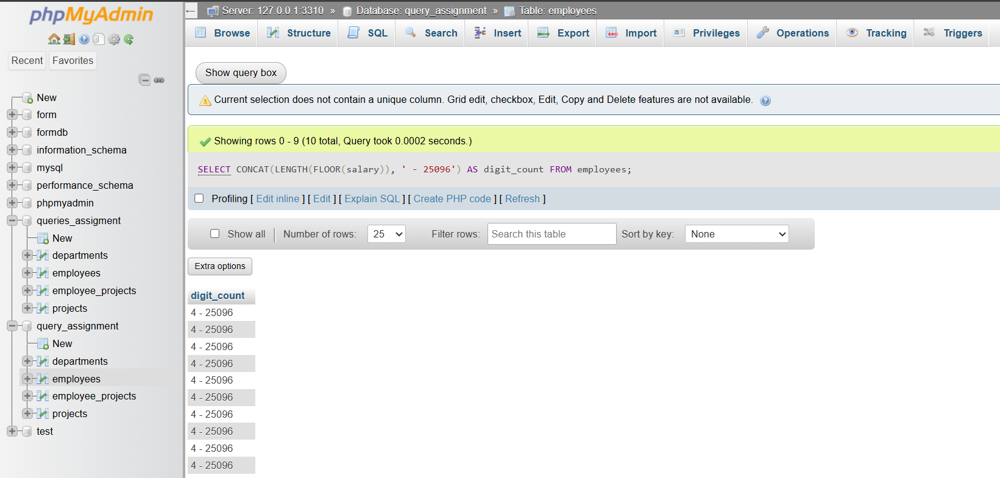 phpMyAdmin
Recent Favorites
New
form
formdb
information_schema
mysql
performance_schema
phpmyadmin
queries_assigment
New
departments
employees
employee_projects
projects
query_assignment
New
departments
employees
employee_projects
projects
test
Server: 127.0.0.1:3310 » Database: query_assignment » Table: employees
Browse Structure SQL Search Insert Export Import Privileges Operations Tracking Triggers
Show query box
Current selection does not contain a unique column. Grid edit, checkbox, Edit, Copy and Delete features are not available.
Showing rows 0 - 9 (10 total, Query took 0.0002 seconds.)
SELECT CONCAT(LENGTH(FLOOR(salary)), ' - 25096') AS digit_count FROM employees;
Profiling [ Edit inline ] [ Edit ] [ Explain SQL ] [ Create PHP code ] [ Refresh ]
Show all Number of rows: 25 Filter rows: Search this table Sort by key: None
Extra options
digit_count
4 - 25096
4 - 25096
4 - 25096
4 - 25096
4 - 25096
4 - 25096
4 - 25096
4 - 25096
4 - 25096
4 - 25096